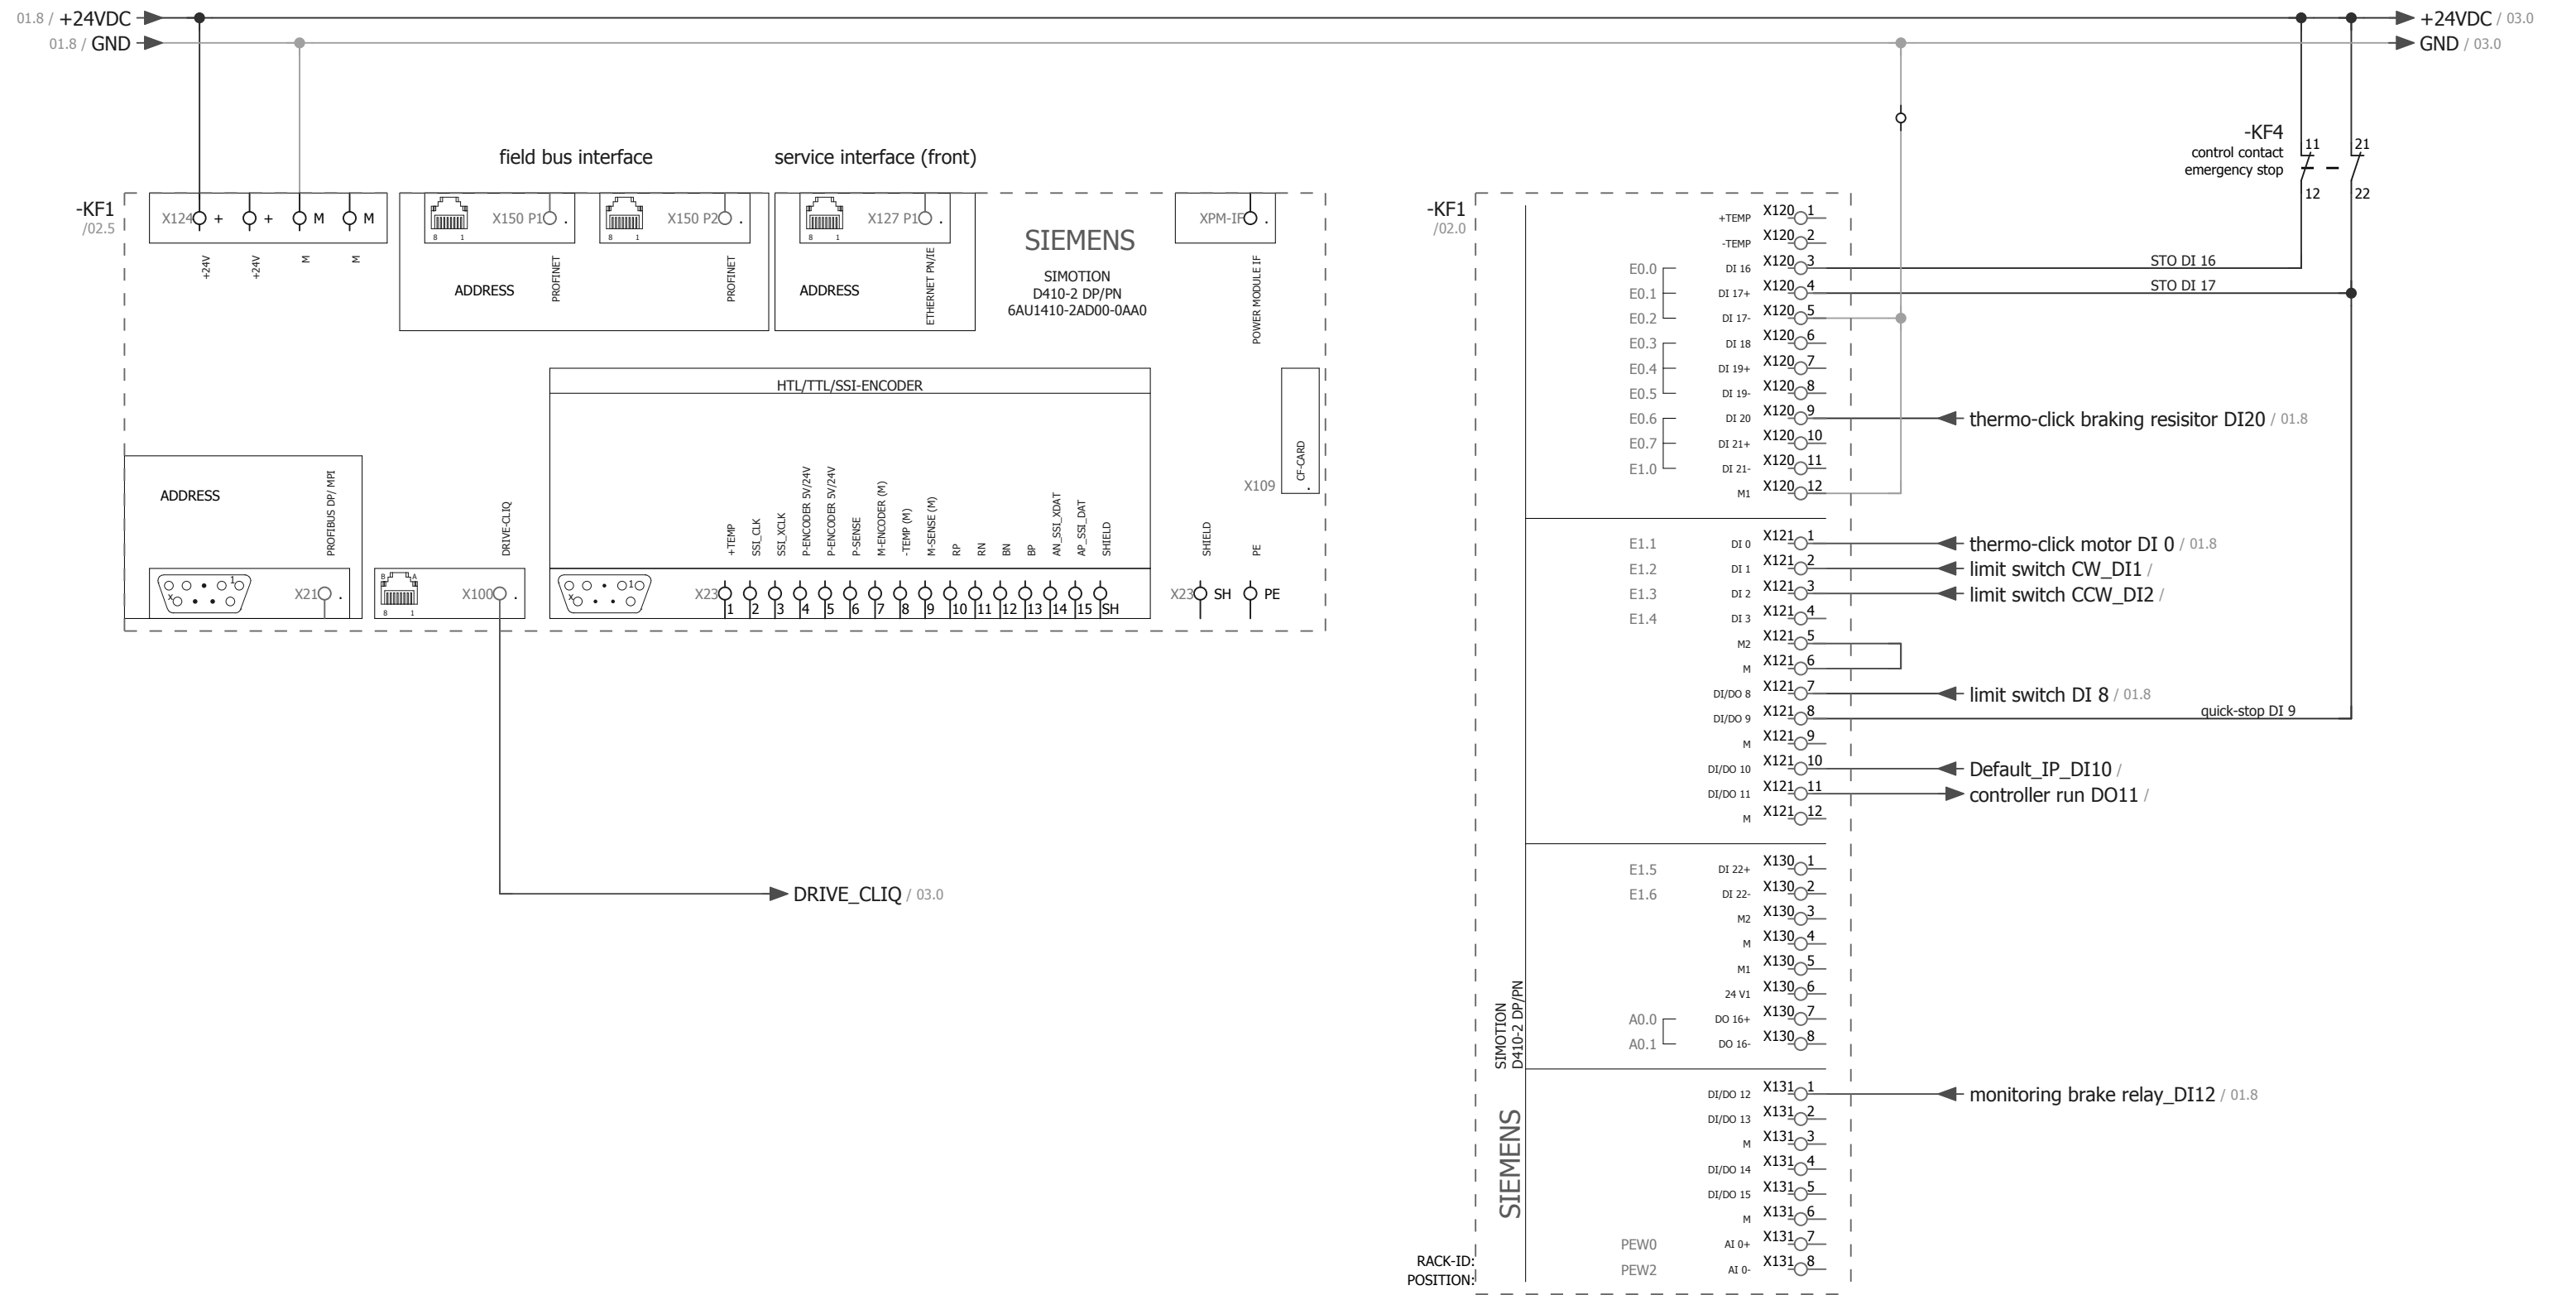 01.8 / +24VDC
+24VDC / 03.0
01.8 / GND
GND / 03.0
field bus interface
service interface (front)
-KF1
/02.5
X124 + + M M
+24V
+24V
M
M
X150 P1 .
8 1
X150 P2 .
8 1
ADDRESS
PROFINET
PROFINET
X127 P1 .
8 1
ADDRESS
ETHERNET PN/IE
SIEMENS
SIMOTION
D410-2 DP/PN
6AU1410-2AD00-0AA0
XPM-IF .
POWER MODULE IF
HTL/TTL/SSI-ENCODER
CF-CARD
.
X109
ADDRESS
PROFIBUS DP/ MPI
1
x
X21 .
DRIVE-CLIQ
B A
8 1
X100 .
+TEMP
SSI_CLK
SSI_XCLK
P-ENCODER 5V/24V
P-ENCODER 5V/24V
P-SENSE
M-ENCODER (M)
-TEMP (M)
M-SENSE (M)
RP
RN
BN
BP
AN_SSI_XDAT
AP_SSI_DAT
SHIELD
1
x
X23
1 2 3 4 5 6 7 8 9 10 11 12 13 14 15 SH
SHIELD
PE
X23 SH PE
DRIVE_CLIQ / 03.0
-KF4
control contact
emergency stop
11
12
21
22
-KF1
/02.0
+TEMP X120 1
-TEMP X120 2
E0.0 DI 16 X120 3 STO DI 16
E0.1 DI 17+ X120 4 STO DI 17
E0.2 DI 17- X120 5
E0.3 DI 18 X120 6
E0.4 DI 19+ X120 7
E0.5 DI 19- X120 8
E0.6 DI 20 X120 9 thermo-click braking resisitor DI20 / 01.8
E0.7 DI 21+ X120 10
E1.0 DI 21- X120 11
M1 X120 12
E1.1 DI 0 X121 1 thermo-click motor DI 0 / 01.8
E1.2 DI 1 X121 2 limit switch CW_DI1 /
E1.3 DI 2 X121 3 limit switch CCW_DI2 /
E1.4 DI 3 X121 4
M2 X121 5
M X121 6
DI/DO 8 X121 7 limit switch DI 8 / 01.8
DI/DO 9 X121 8 quick-stop DI 9
M X121 9
DI/DO 10 X121 10 Default_IP_DI10 /
DI/DO 11 X121 11 controller run DO11 /
M X121 12
E1.5 DI 22+ X130 1
E1.6 DI 22- X130 2
M2 X130 3
M X130 4
M1 X130 5
24 V1 X130 6
A0.0 DO 16+ X130 7
A0.1 DO 16- X130 8
SIMOTION
D410-2 DP/PN
DI/DO 12 X131 1 monitoring brake relay_DI12 / 01.8
DI/DO 13 X131 2
M X131 3
DI/DO 14 X131 4
DI/DO 15 X131 5
M X131 6
PEW0 AI 0+ X131 7
PEW2 AI 0- X131 8
SIEMENS
RACK-ID:
POSITION: